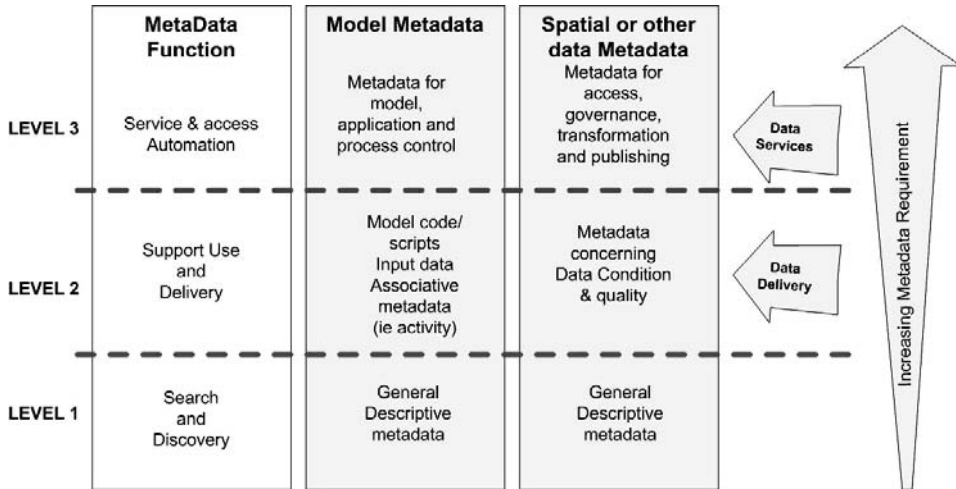 MetaData
Function
Model Metadata
Spatial or other
data Metadata
LEVEL 3
Service & access
Automation
Metadata for
model,
application and
process control
Metadata for
access,
governance,
transformation
and publishing
Data
Services
LEVEL 2
Support Use
and
Delivery
Model code/
scripts
Input data
Associative
metadata
(ie activity)
Metadata
concerning
Data Condition
& quality
Data
Delivery
LEVEL 1
Search
and
Discovery
General
Descriptive
metadata
General
Descriptive
metadata
Increasing Metadata Requirement